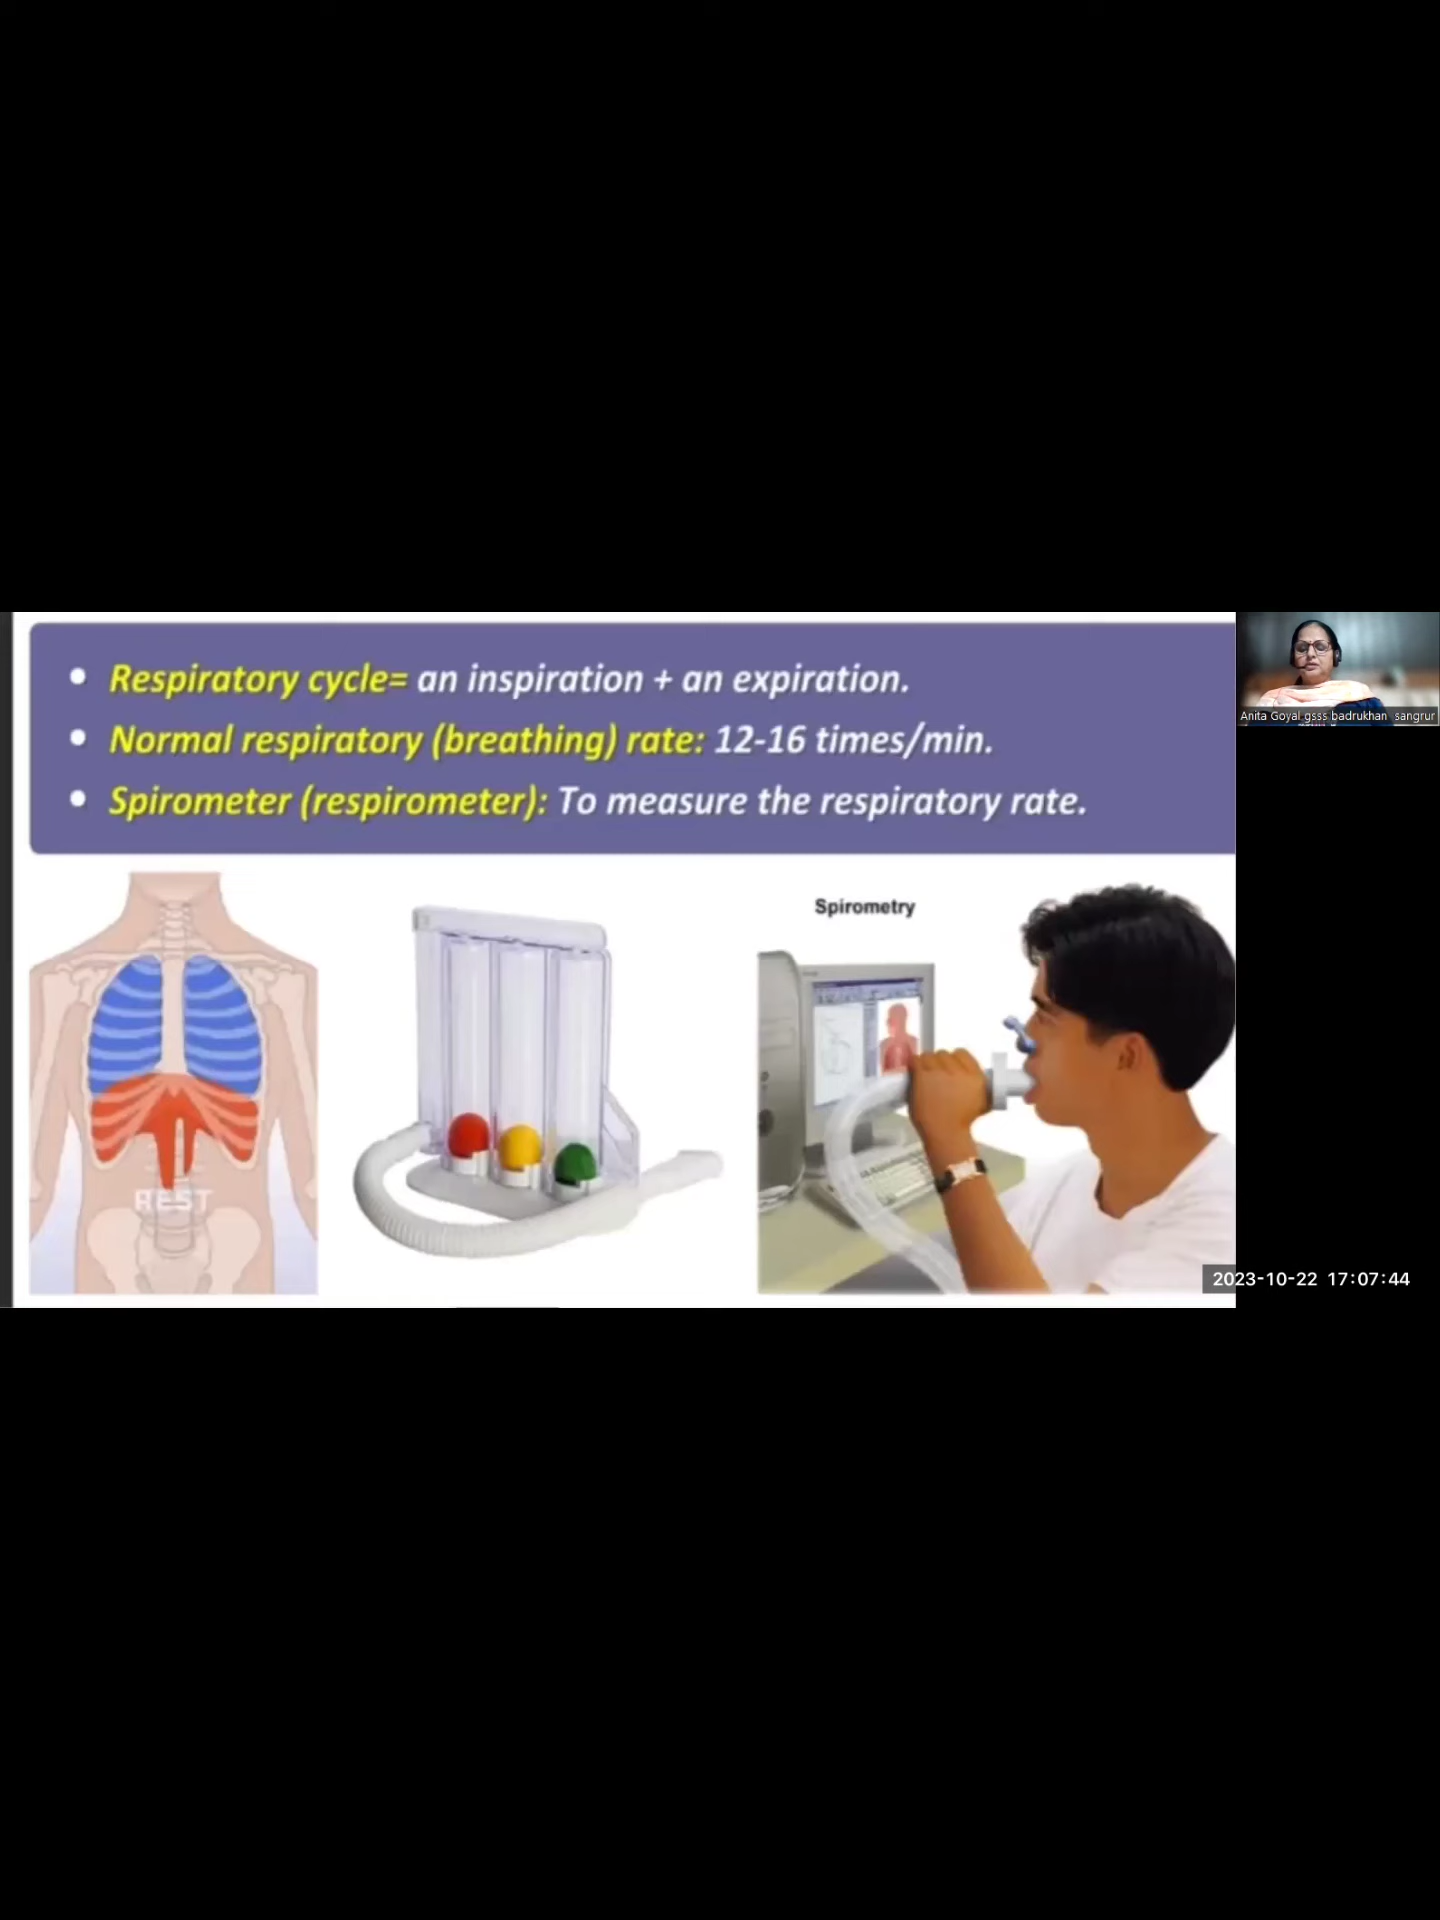 • Respiratory cycle= an inspiration + an expiration.
• Normal respiratory (breathing) rate: 12-16 times/min.
• Spirometer (respirometer): To measure the respiratory rate.
Anita Goyal gsss badrukhan sangrur
Spirometry
REST
2023-10-22 17:07:44